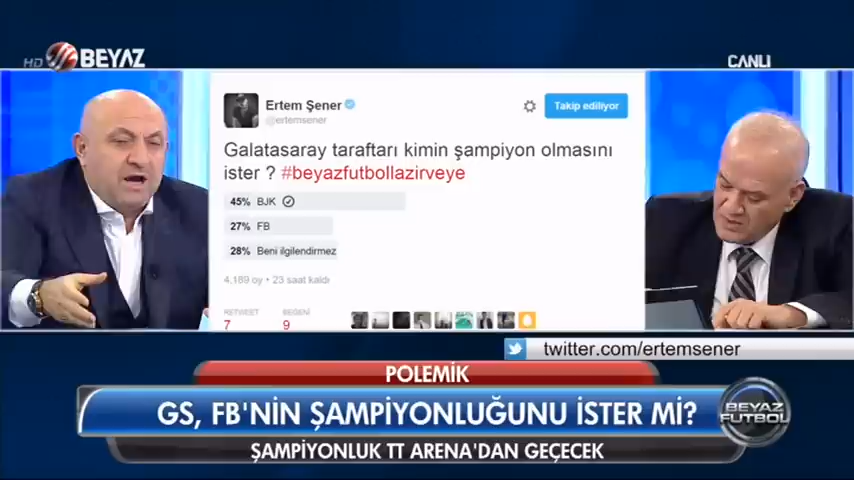 HD BEYAZ
CANLI
Ertem Şener
@ertemsener
Takip ediliyor
Galatasaray taraftarı kimin şampiyon olmasını
ister ? #beyazfutbollazirveye
45% BJK
27% FB
28% Beni ilgilendirmez
4,189 oy • 23 saat kaldı
RETWEET
BEĞENİ
7
9
twitter.com/ertemsener
POLEMİK
GS, FB'NİN ŞAMPİYONLUĞUNU İSTER Mİ?
BEYAZ
FUTBOL
ŞAMPİYONLUK TT ARENA'DAN GEÇECEK